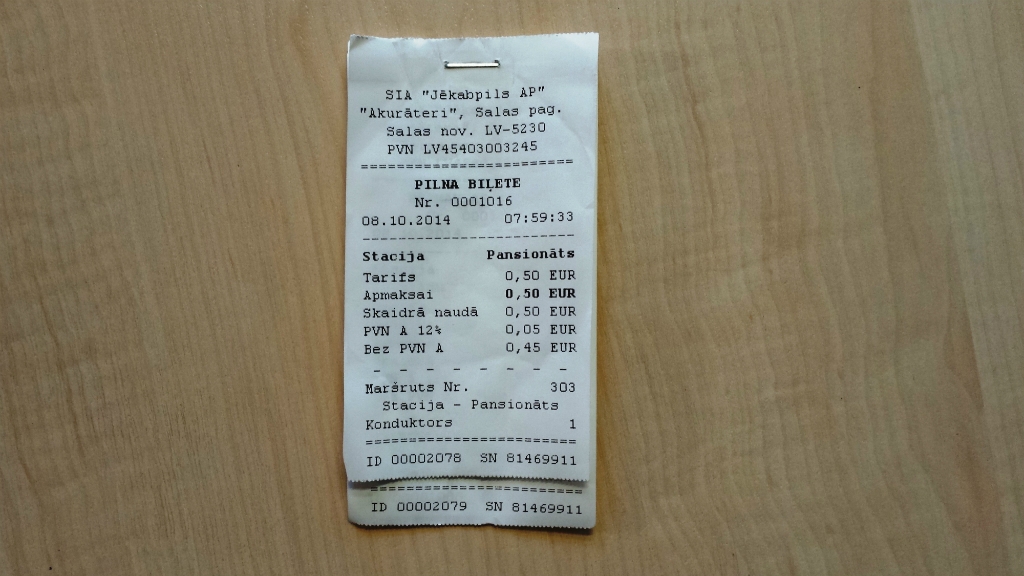 SIA "Jēkabpils AP"
"Akurāteri", Salas pag.
Salas nov. LV-5230
PVN LV45403003245
=========================
PILNA BIĻETE
Nr. 0001016
08.10.2014 07:59:33
-------------------------
Stacija Pansionāts
Tarifs 0,50 EUR
Apmaksai 0,50 EUR
Skaidrā naudā 0,50 EUR
PVN A 12% 0,05 EUR
Bez PVN A 0,45 EUR
- - - - - - - -
Maršruts Nr. 303
Stacija - Pansionāts
Konduktors 1
=========================
ID 00002078 SN 81469911
=========================
ID 00002079 SN 81469911